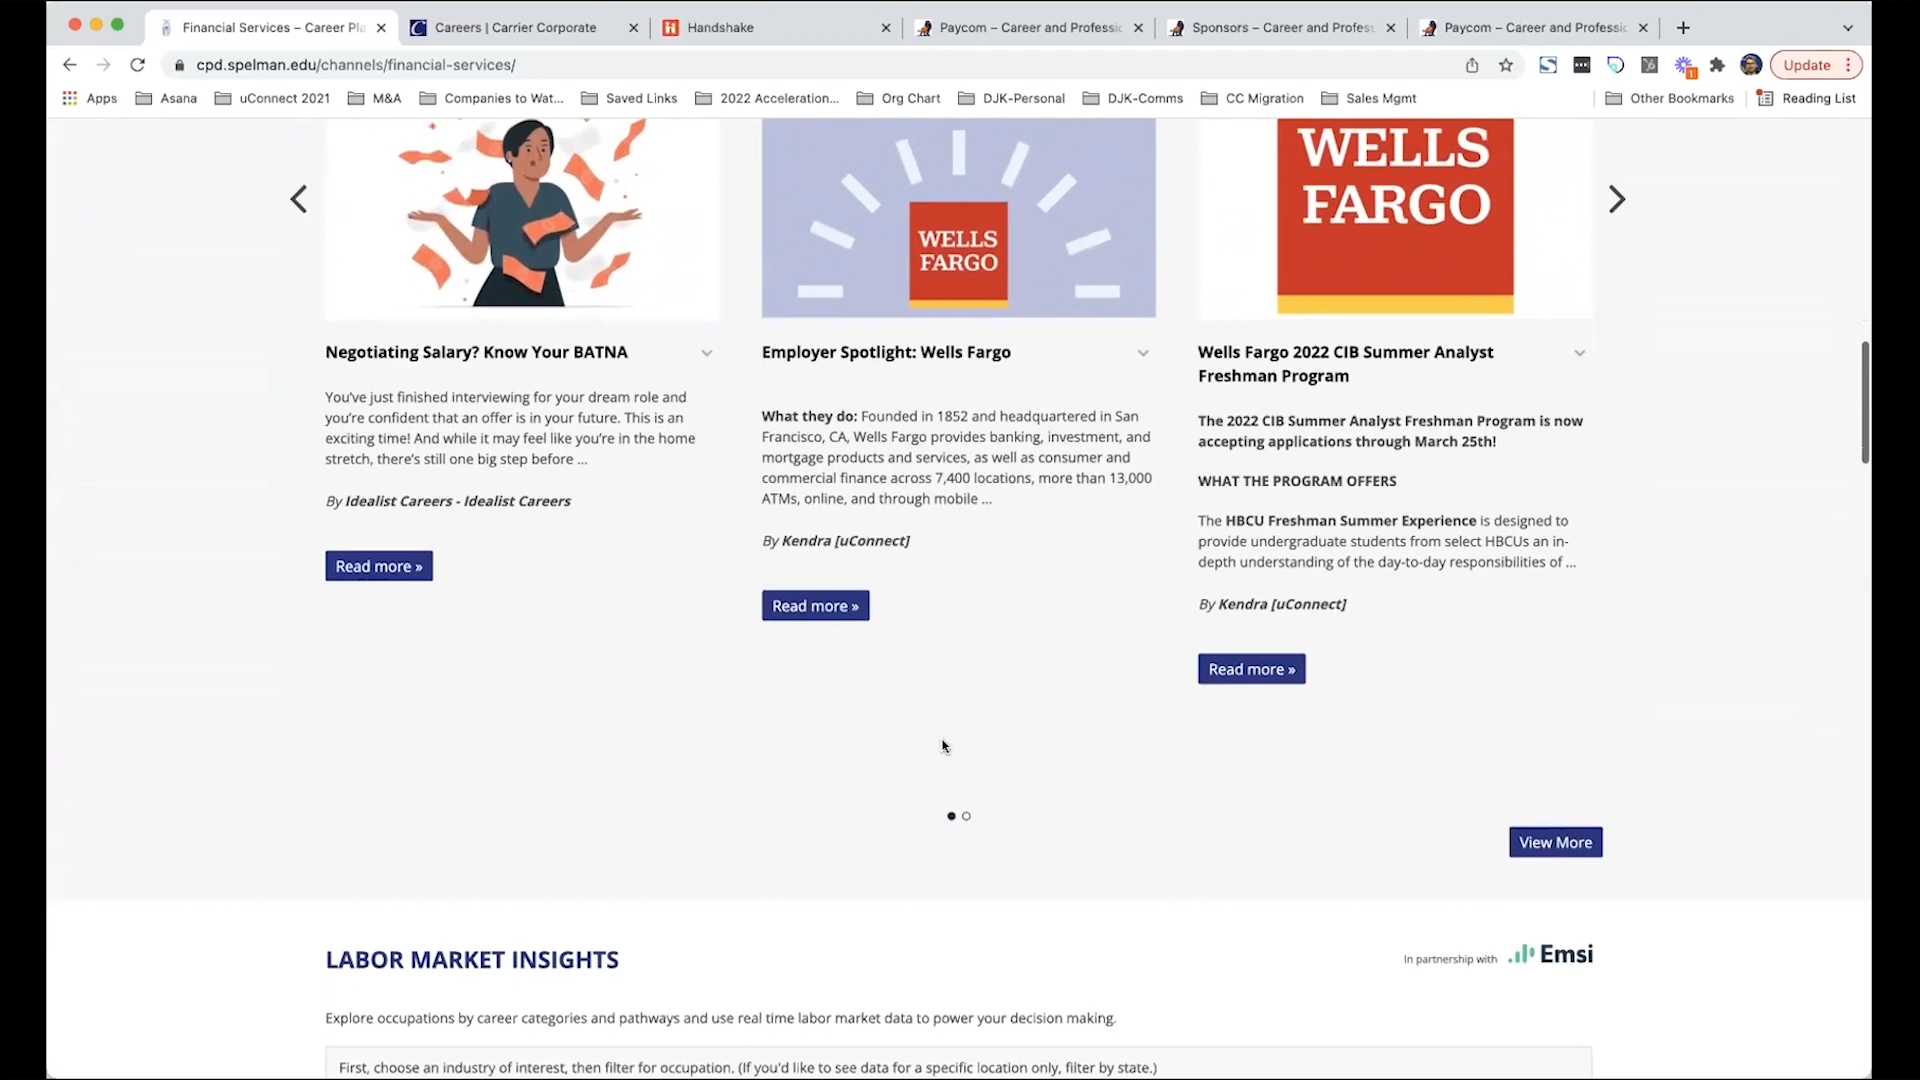 Financial Services – Career Pla
Careers | Carrier Corporate
Handshake
Paycom – Career and Professic
Sponsors – Career and Profess
Paycom – Career and Professic
cpd.spelman.edu/channels/financial-services/
1
Update
Apps
Asana
uConnect 2021
M&A
Companies to Wat...
Saved Links
2022 Acceleration...
Org Chart
DJK-Personal
DJK-Comms
CC Migration
Sales Mgmt
Other Bookmarks
Reading List
WELLS
FARGO
WELLS
FARGO
Negotiating Salary? Know Your BATNA
You've just finished interviewing for your dream role and
you're confident that an offer is in your future. This is an
exciting time! And while it may feel like you're in the home
stretch, there's still one big step before ...
By Idealist Careers - Idealist Careers
Read more »
Employer Spotlight: Wells Fargo
What they do: Founded in 1852 and headquartered in San
Francisco, CA, Wells Fargo provides banking, investment, and
mortgage products and services, as well as consumer and
commercial finance across 7,400 locations, more than 13,000
ATMs, online, and through mobile ...
By Kendra [uConnect]
Read more »
Wells Fargo 2022 CIB Summer Analyst
Freshman Program
The 2022 CIB Summer Analyst Freshman Program is now
accepting applications through March 25th!
WHAT THE PROGRAM OFFERS
The HBCU Freshman Summer Experience is designed to
provide undergraduate students from select HBCUs an in-
depth understanding of the day-to-day responsibilities of ...
By Kendra [uConnect]
Read more »
View More
LABOR MARKET INSIGHTS
In partnership with Emsi
Explore occupations by career categories and pathways and use real time labor market data to power your decision making.
First, choose an industry of interest, then filter for occupation. (If you'd like to see data for a specific location only, filter by state.)